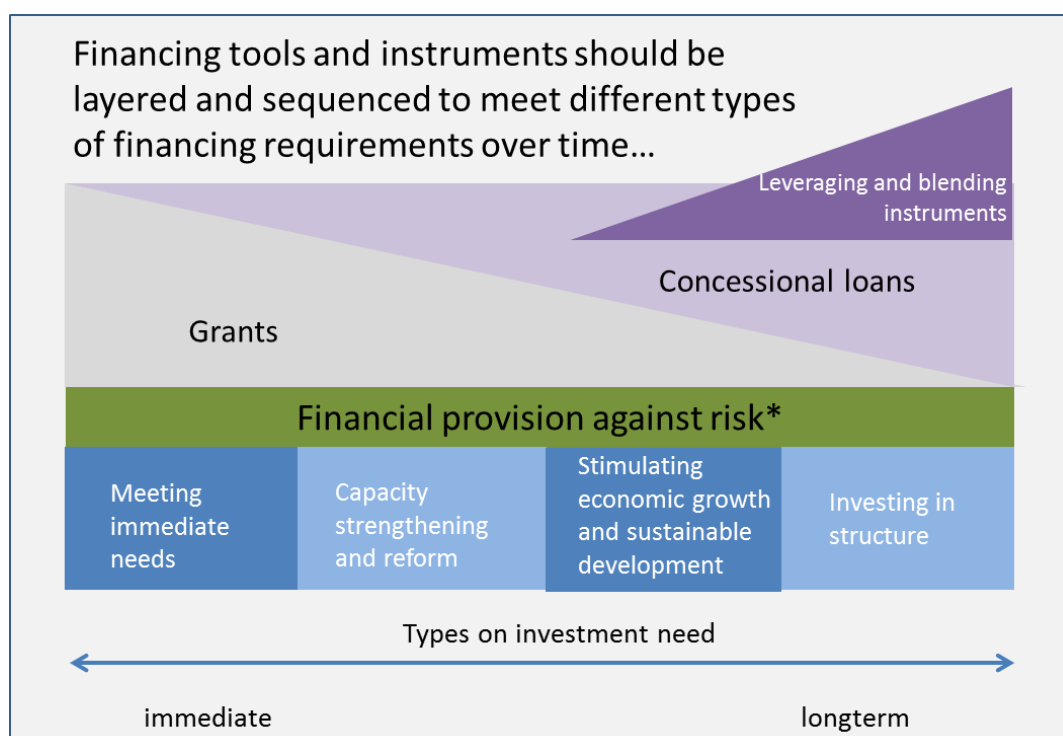 Financing tools and instruments should be
layered and sequenced to meet different types
of financing requirements over time...
Leveraging and blending
instruments
Concessional loans
Grants
Financial provision against risk*
Meeting
immediate
needs
Capacity
strengthening
and reform
Stimulating
economic growth
and sustainable
development
Investing in
structure
Types on investment need
immediate
longterm